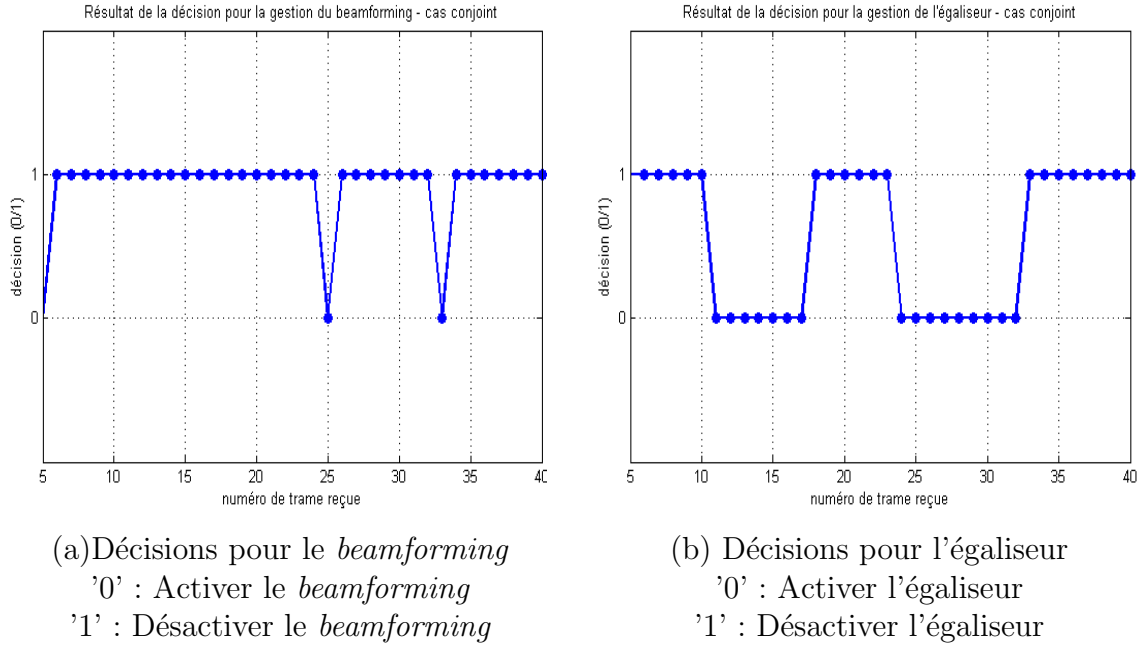 Résultat de la décision pour la gestion du beamforming - cas conjoint
décision (0/1)
1
0
5 10 15 20 25 30 35 40
numéro de trame reçue
Résultat de la décision pour la gestion de l'égaliseur - cas conjoint
décision (0/1)
1
0
5 10 15 20 25 30 35 40
numéro de trame reçue
(a)Décisions pour le beamforming
'0' : Activer le beamforming
'1' : Désactiver le beamforming
(b) Décisions pour l'égaliseur
'0' : Activer l'égaliseur
'1' : Désactiver l'égaliseur